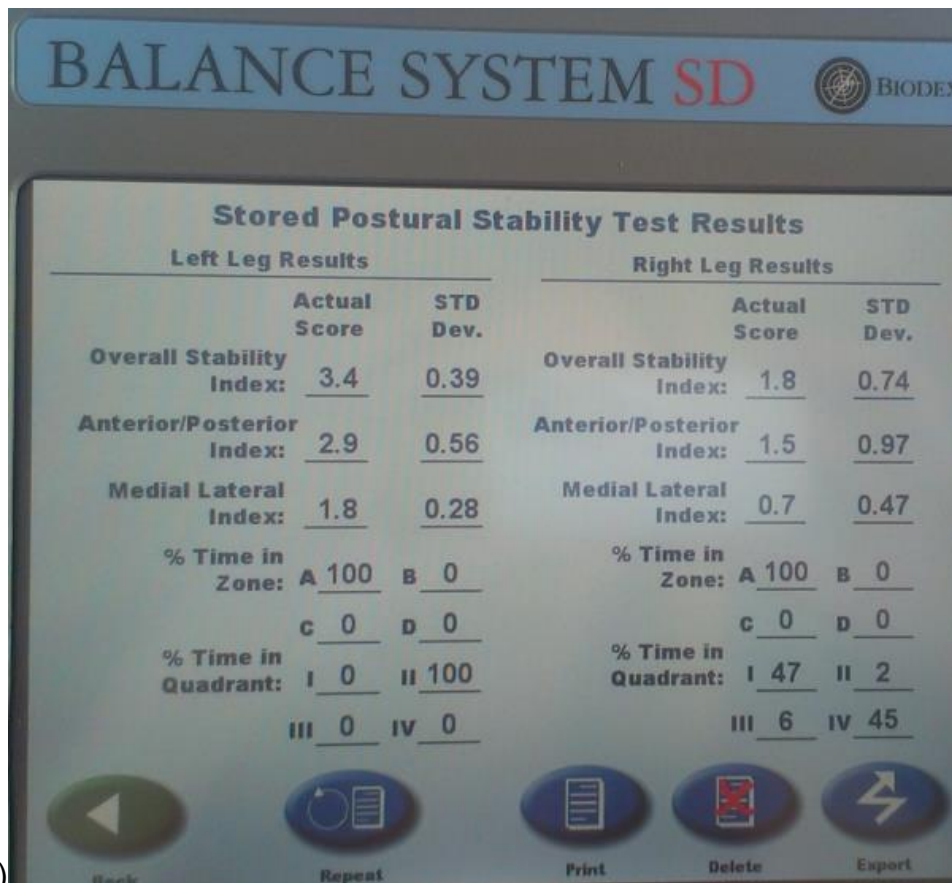 BALANCE SYSTEM SD BIODEX
Stored Postural Stability Test Results
Left Leg Results Right Leg Results
Actual STD Actual STD
Score Dev. Score Dev.
Overall Stability Overall Stability
Index: 3.4 0.39 Index: 1.8 0.74
Anterior/Posterior Anterior/Posterior
Index: 2.9 0.56 Index: 1.5 0.97
Medial Lateral Medial Lateral
Index: 1.8 0.28 Index: 0.7 0.47
% Time in % Time in
Zone: A 100 B 0 Zone: A 100 B 0
C 0 D 0 C 0 D 0
% Time in % Time in
Quadrant: I 0 II 100 Quadrant: I 47 II 2
III 0 IV 0 III 6 IV 45
Back Repeat Print Delete Export
)